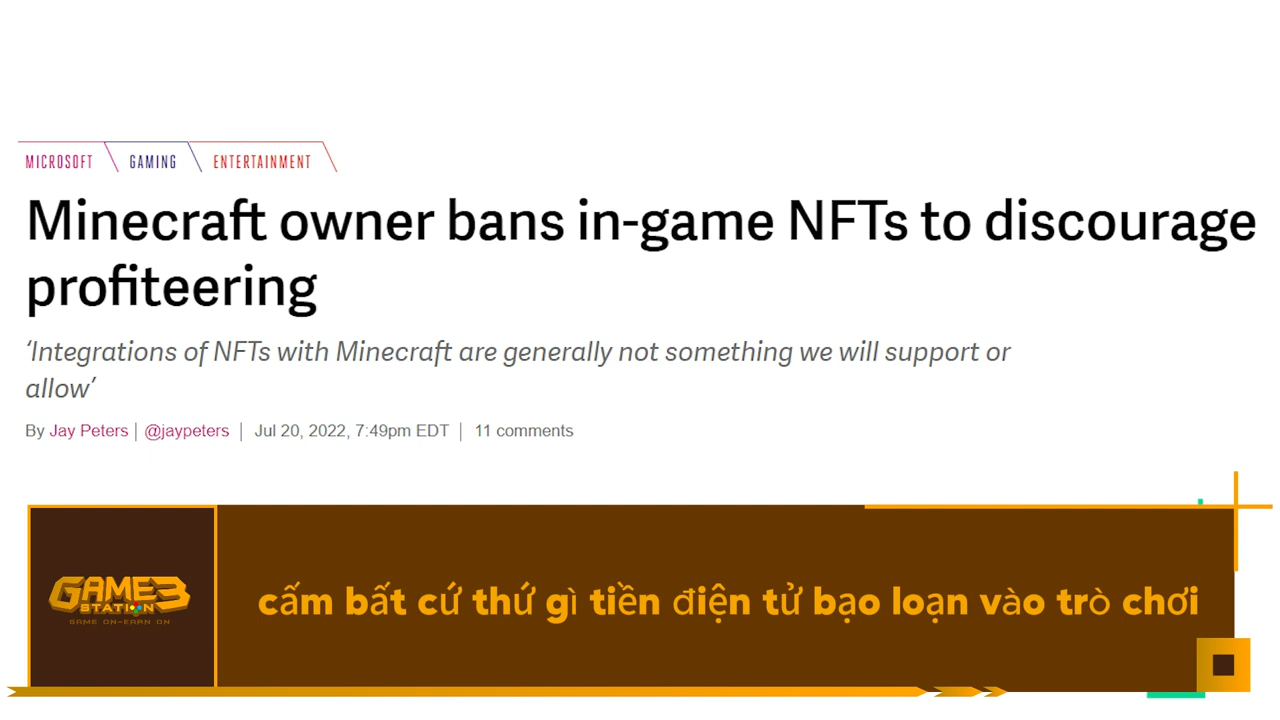 MICROSOFT GAMING ENTERTAINMENT
Minecraft owner bans in-game NFTs to discourage
profiteering
‘Integrations of NFTs with Minecraft are generally not something we will support or
allow’
By Jay Peters | @jaypeters | Jul 20, 2022, 7:49pm EDT | 11 comments
GAME3
STATION
GAME ON-EARN ON
cấm bất cứ thứ gì tiền điện tử bạo loạn vào trò chơi